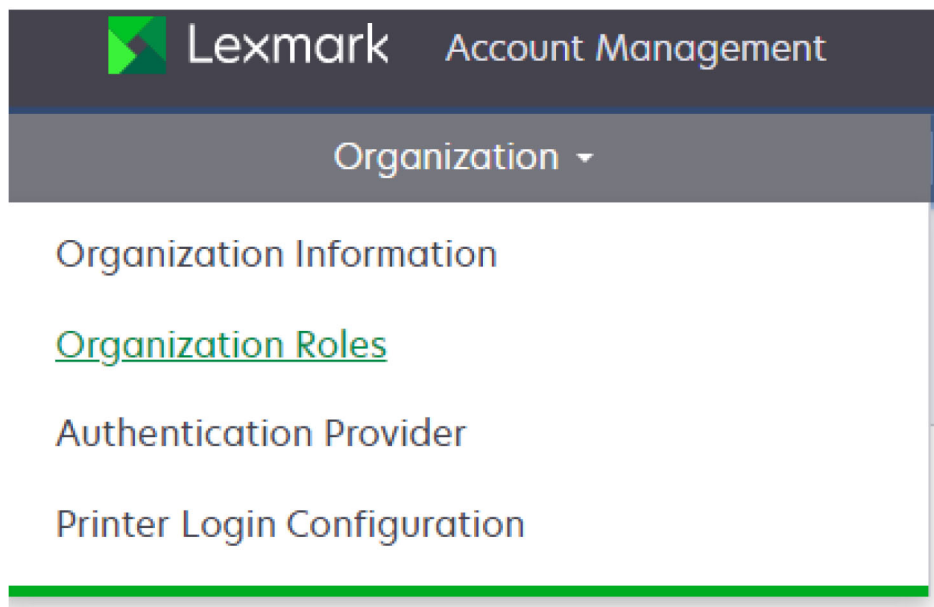 Lexmark Account Management
Organization
Organization Information
Organization Roles
Authentication Provider
Printer Login Configuration